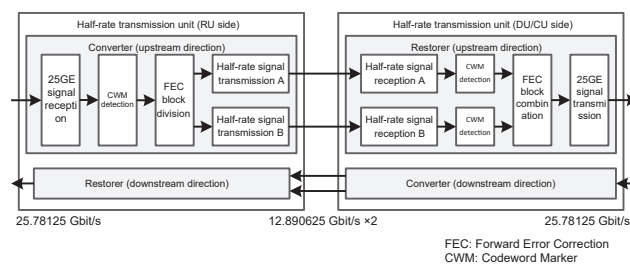 Half-rate transmission unit (RU side)
Half-rate transmission unit (DU/CU side)
Converter (upstream direction)
25GE
signal
recepti
on
CWM
detection
FEC
block
division
Half-rate signal
transmission A
Half-rate signal
transmission B
Restorer (upstream direction)
Half-rate signal
reception A
Half-rate signal
reception B
CWM
detection
CWM
detection
FEC
block
combin
ation
25GE
signal
transmi
ssion
Restorer (downstream direction)
Converter (downstream direction)
25.78125 Gbit/s
12.890625 Gbit/s ×2
25.78125 Gbit/s
FEC: Forward Error Correction
CWM: Codeword Marker